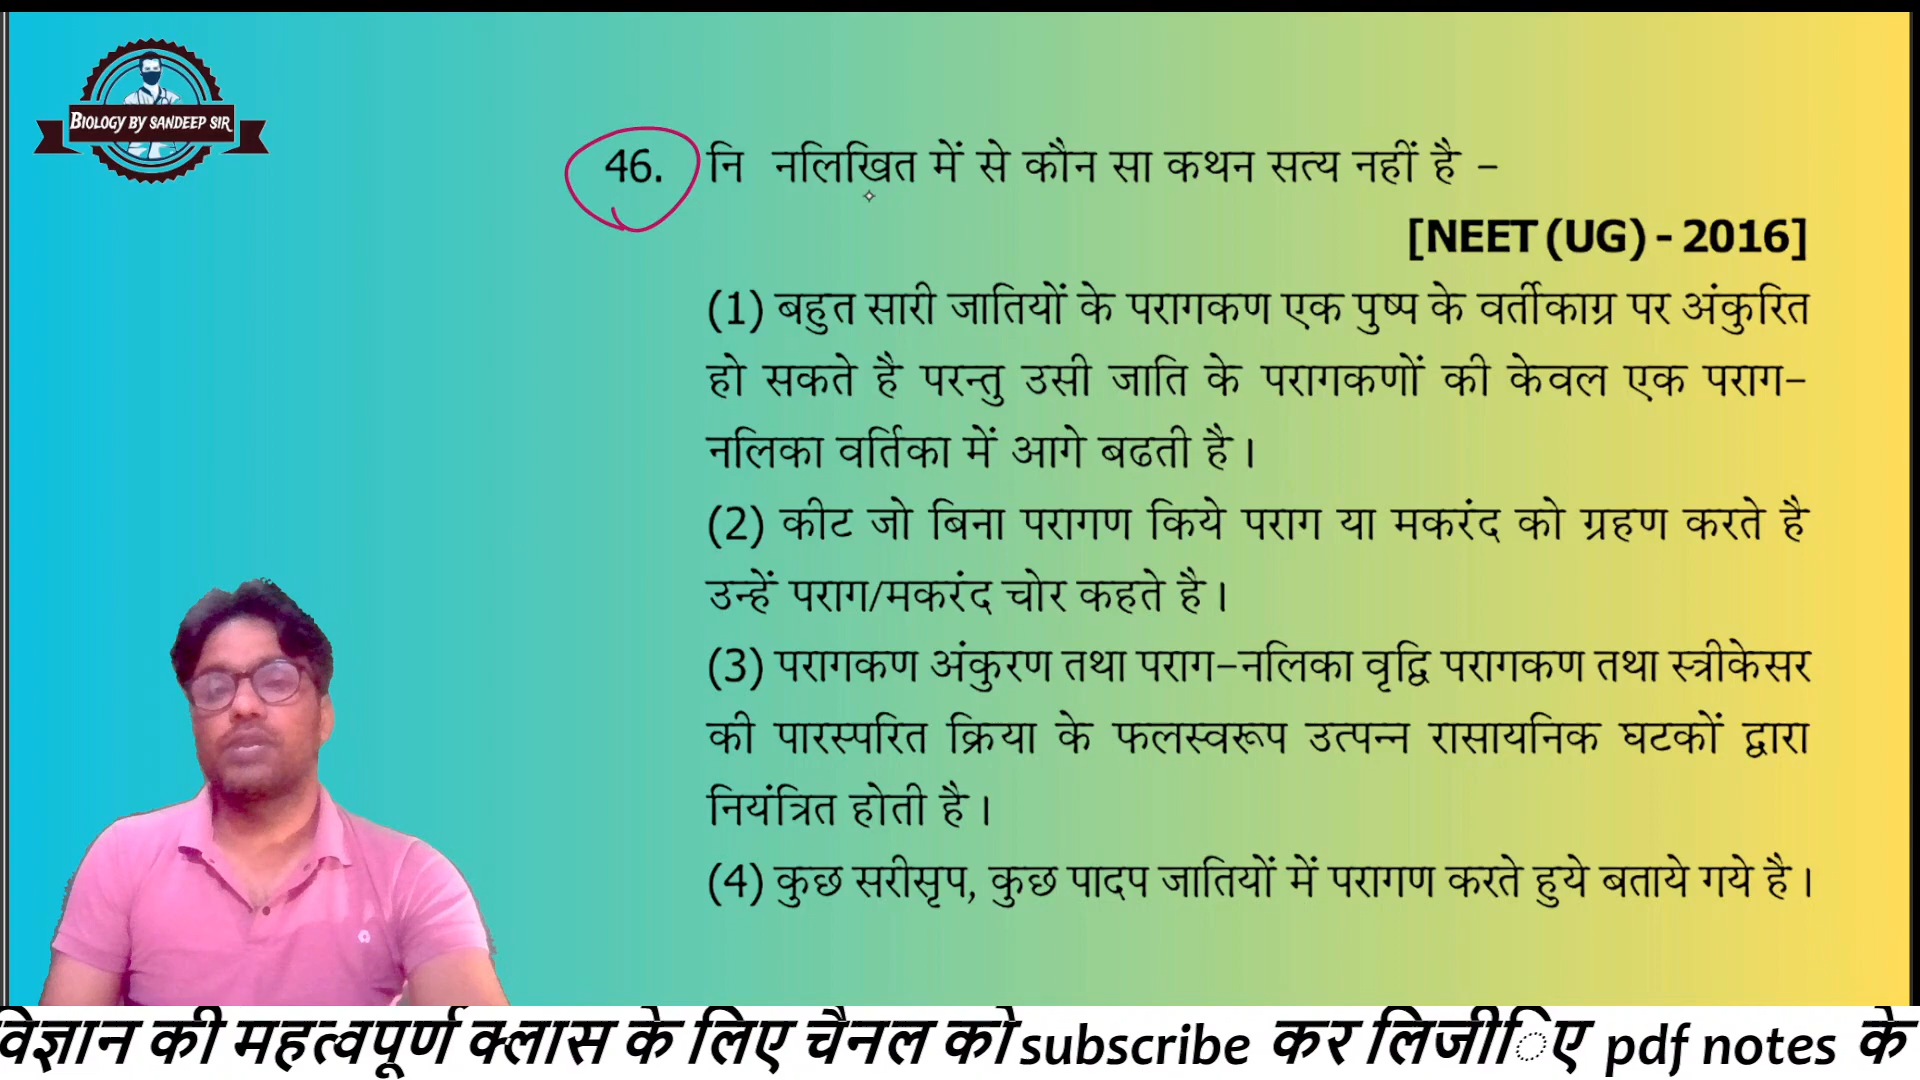 BIOLOGY BY SANDEEP SIR
46. नि नलिखित में से कौन सा कथन सत्य नहीं है –
[NEET (UG) - 2016]
(1) बहुत सारी जातियों के परागकण एक पुष्प के वर्तीकाग्र पर अंकुरित
हो सकते है परन्तु उसी जाति के परागकणों की केवल एक पराग–
नलिका वर्तिका में आगे बढती है।
(2) कीट जो बिना परागण किये पराग या मकरंद को ग्रहण करते है
उन्हें पराग/मकरंद चोर कहते है।
(3) परागकण अंकुरण तथा पराग–नलिका वृद्धि परागकण तथा स्त्रीकेसर
की पारस्परित क्रिया के फलस्वरूप उत्पन्न रासायनिक घटकों द्वारा
नियंत्रित होती है।
(4) कुछ सरीसृप, कुछ पादप जातियों में परागण करते हुये बताये गये है।
विज्ञान की महत्वपूर्ण क्लास के लिए चैनल को subscribe कर लिजीिए pdf notes के